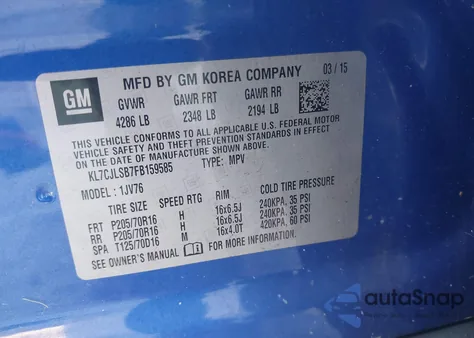 GM
MFD BY GM KOREA COMPANY 03 / 15
GVWR GAWR FRT GAWR RR
4286 LB 2348 LB 2194 LB
THIS VEHICLE CONFORMS TO ALL APPLICABLE U.S. FEDERAL MOTOR
VEHICLE SAFETY AND THEFT PREVENTION STANDARDS IN EFFECT ON
THE DATE OF MANUFACTURE SHOWN ABOVE.
KL7CJLSB7FB159585 TYPE: MPV
MODEL: 1JV76
TIRE SIZE RIM COLD TIRE PRESSURE
FRT P205/70R16 H 16x6.5J 240KPA, 35 PSI
RR P205/70R16 H 16x6.5J 240KPA, 35 PSI
SPA T125/70D16 M 16x4.0T 420KPA, 60 PSI
SEE OWNER'S MANUAL FOR MORE INFORMATION.
autoSnap